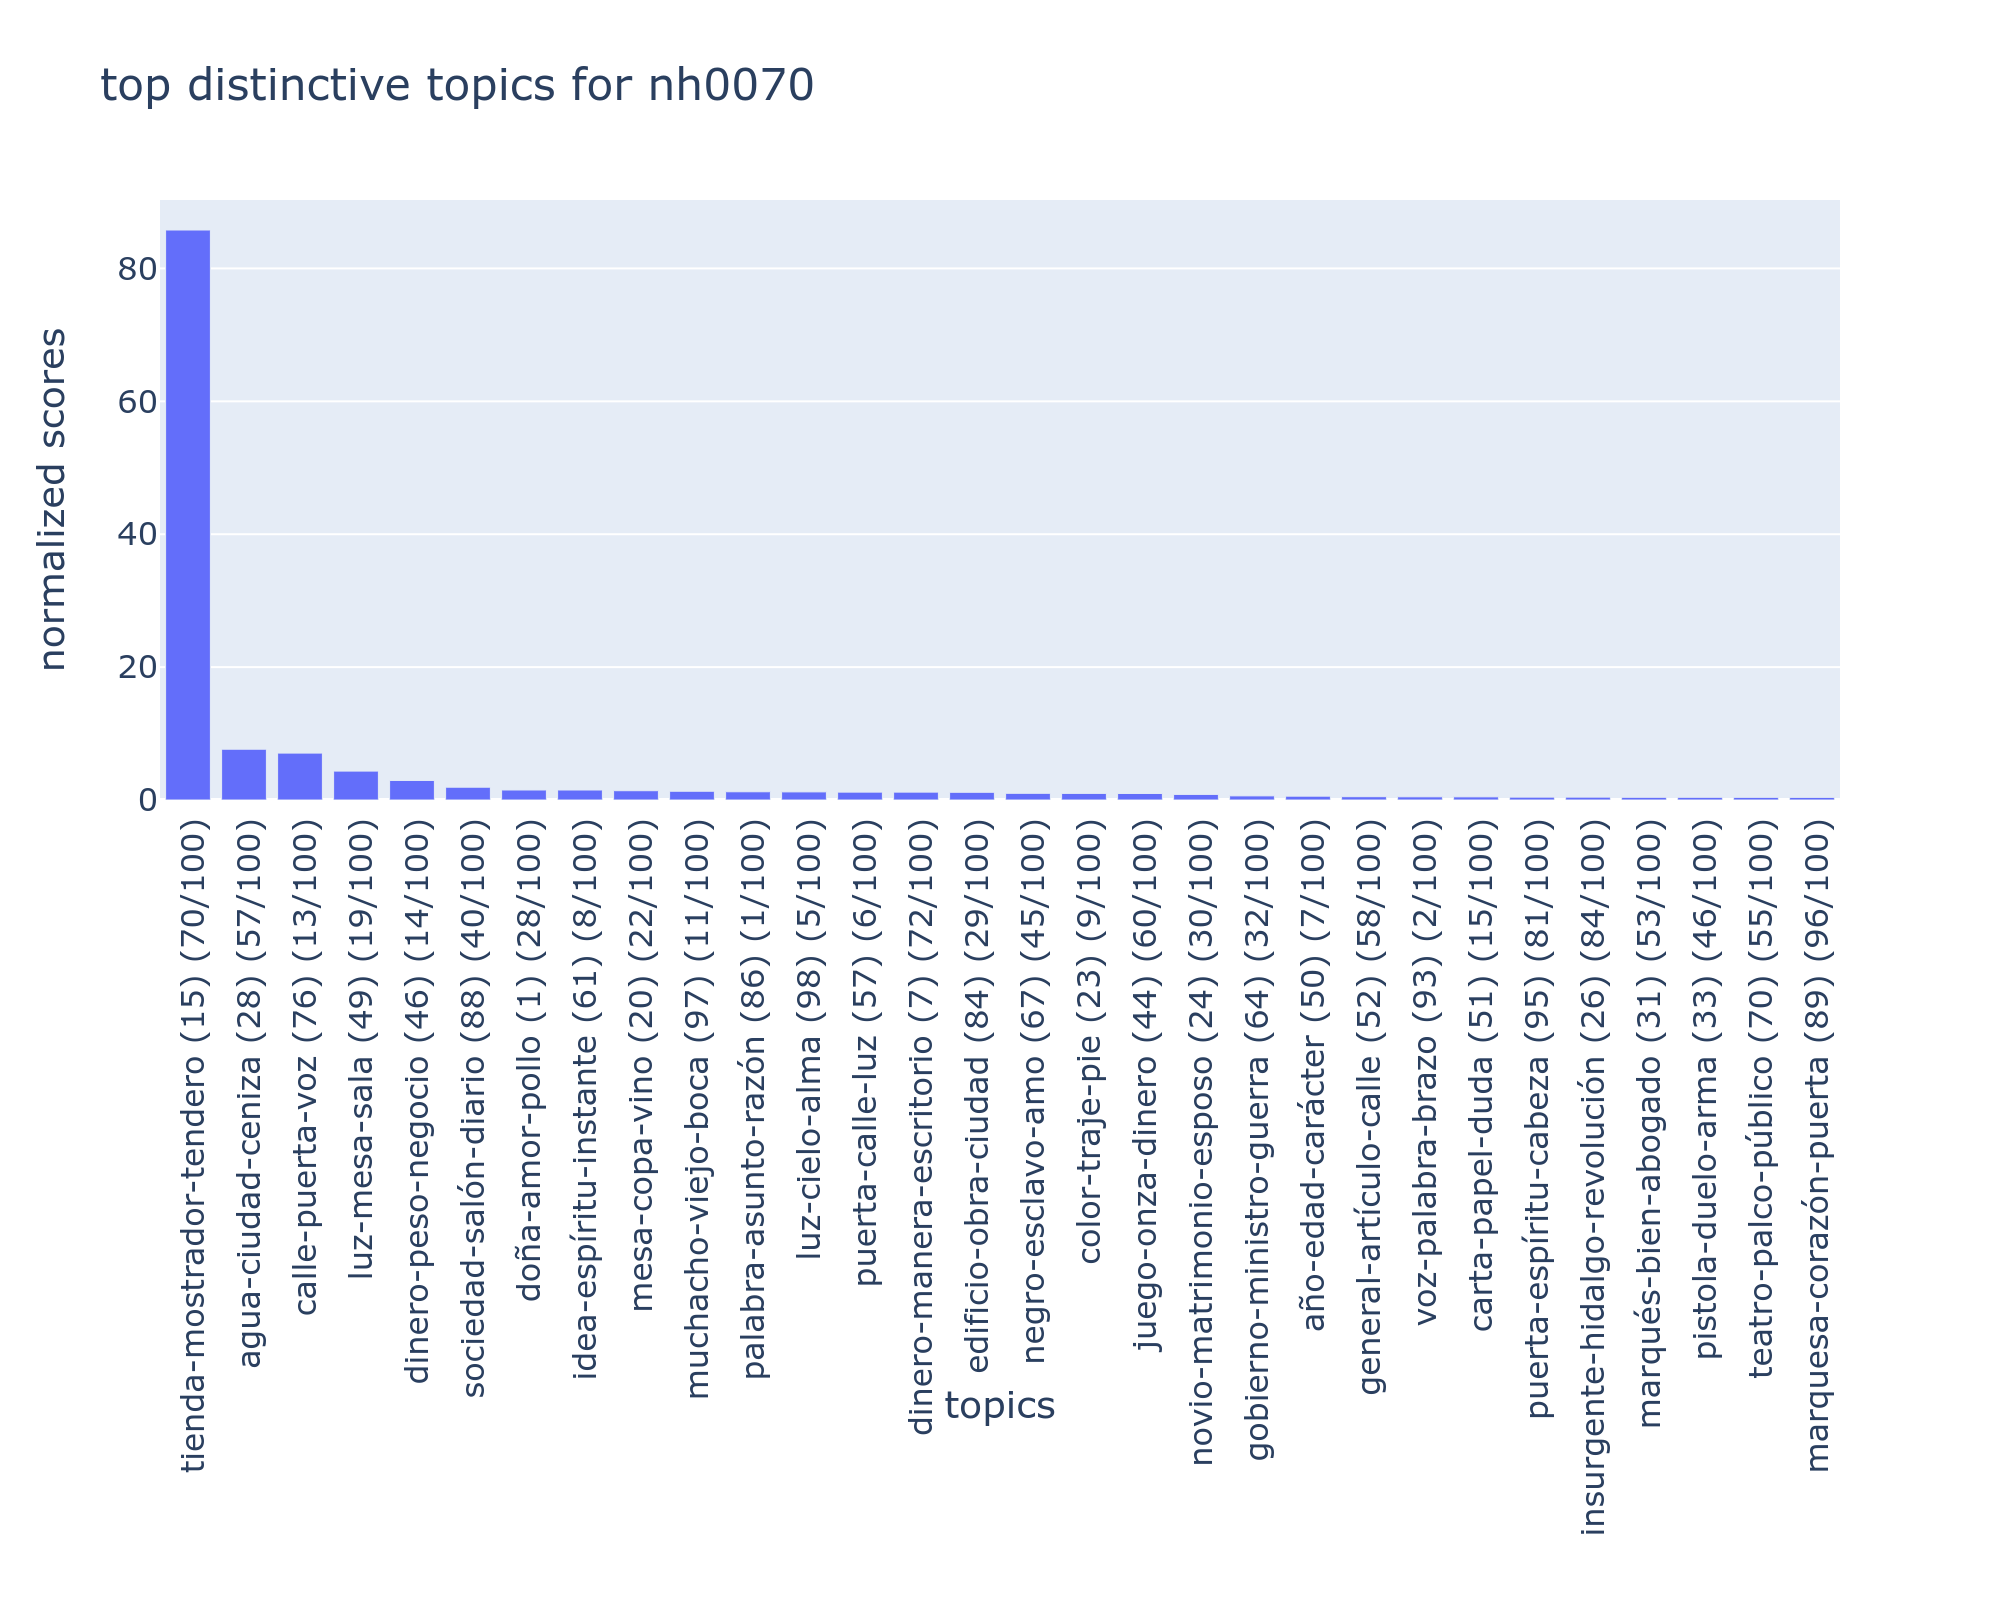 top distinctive topics for nh0070
normalized scores
80
60
40
20
0
tienda-mostrador-tendero (15) (70/100)
agua-ciudad-ceniza (28) (57/100)
calle-puerta-voz (76) (13/100)
luz-mesa-sala (49) (19/100)
dinero-peso-negocio (46) (14/100)
sociedad-salón-diario (88) (40/100)
doña-amor-pollo (1) (28/100)
idea-espíritu-instante (61) (8/100)
mesa-copa-vino (20) (22/100)
muchacho-viejo-boca (97) (11/100)
palabra-asunto-razón (86) (1/100)
luz-cielo-alma (98) (5/100)
puerta-calle-luz (57) (6/100)
dinero-manera-escritorio (7) (72/100)
edificio-obra-ciudad (84) (29/100)
negro-esclavo-amo (67) (45/100)
color-traje-pie (23) (9/100)
juego-onza-dinero (44) (60/100)
novio-matrimonio-esposo (24) (30/100)
gobierno-ministro-guerra (64) (32/100)
año-edad-carácter (50) (7/100)
general-artículo-calle (52) (58/100)
voz-palabra-brazo (93) (2/100)
carta-papel-duda (51) (15/100)
puerta-espíritu-cabeza (95) (81/100)
insurgente-hidalgo-revolución (26) (84/100)
marqués-bien-abogado (31) (53/100)
pistola-duelo-arma (33) (46/100)
teatro-palco-público (70) (55/100)
marquesa-corazón-puerta (89) (96/100)
topics